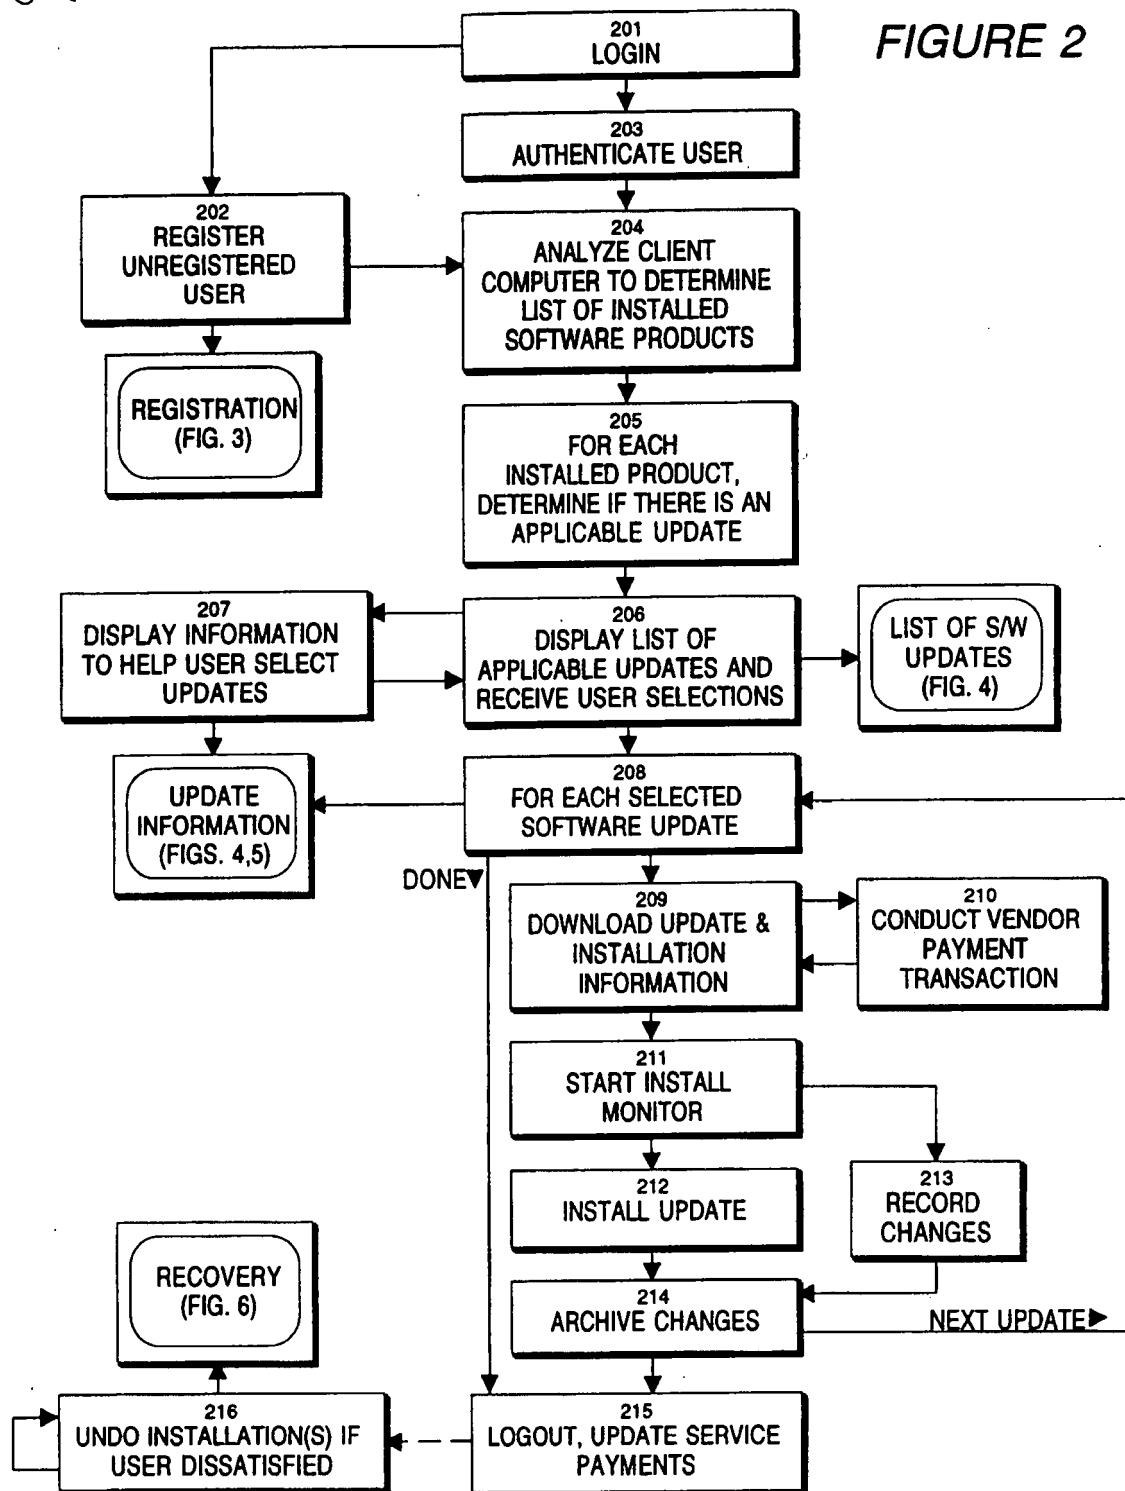 FIGURE 2
201
LOGIN
203
AUTHENTICATE USER
202
REGISTER
UNREGISTERED
USER
204
ANALYZE CLIENT
COMPUTER TO DETERMINE
LIST OF INSTALLED
SOFTWARE PRODUCTS
REGISTRATION
(FIG. 3)
205
FOR EACH
INSTALLED PRODUCT,
DETERMINE IF THERE IS AN
APPLICABLE UPDATE
207
DISPLAY INFORMATION
TO HELP USER SELECT
UPDATES
206
DISPLAY LIST OF
APPLICABLE UPDATES AND
RECEIVE USER SELECTIONS
LIST OF S/W
UPDATES
(FIG. 4)
UPDATE
INFORMATION
(FIGS. 4,5)
208
FOR EACH SELECTED
SOFTWARE UPDATE
DONE
209
DOWNLOAD UPDATE &
INSTALLATION
INFORMATION
210
CONDUCT VENDOR
PAYMENT
TRANSACTION
211
START INSTALL
MONITOR
212
INSTALL UPDATE
213
RECORD
CHANGES
RECOVERY
(FIG. 6)
214
ARCHIVE CHANGES
NEXT UPDATE
216
UNDO INSTALLATION(S) IF
USER DISSATISFIED
215
LOGOUT, UPDATE SERVICE
PAYMENTS